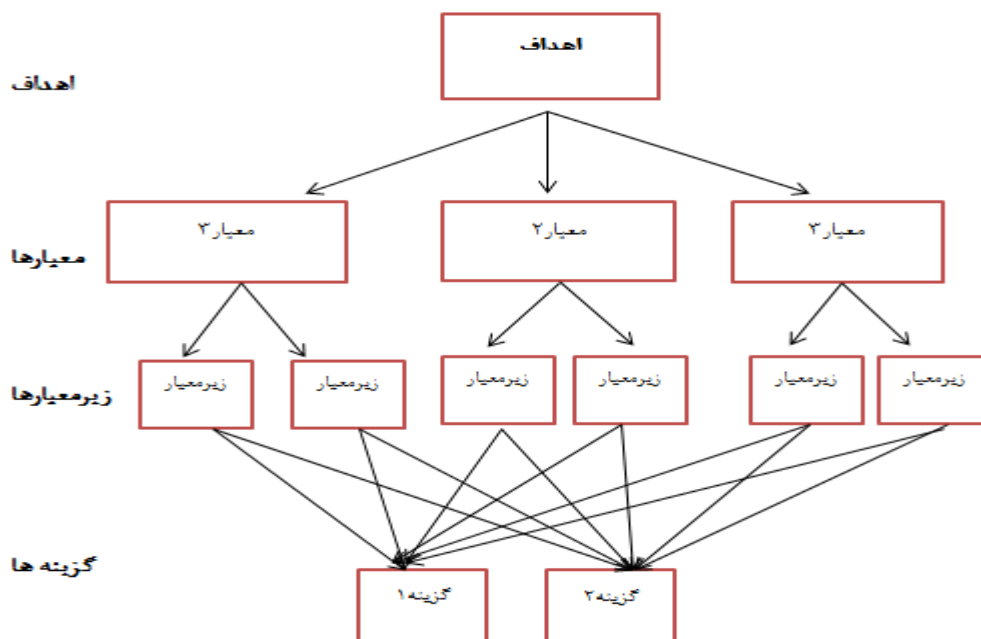 اهداف
اهداف
معیار۳
معیار۲
معیار۳
معیارها
زیرمعیار
زیرمعیار
زیرمعیار
زیرمعیار
زیرمعیار
زیرمعیار
زیرمعیارها
گزینه ها
گزینه۲
گزینه۱